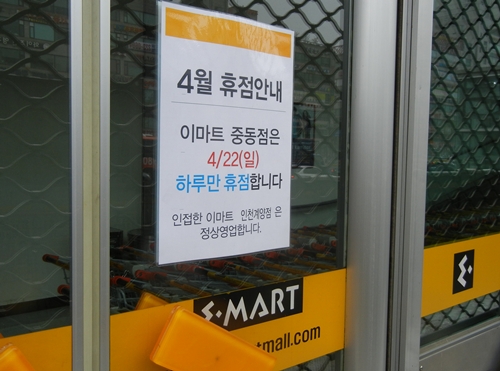 4월 휴점안내
이마트 중동점은
4/22(일)
하루만 휴점합니다
인접한 이마트 인천계양점 은
정상영업합니다.
E·MART
tmall.com
E·